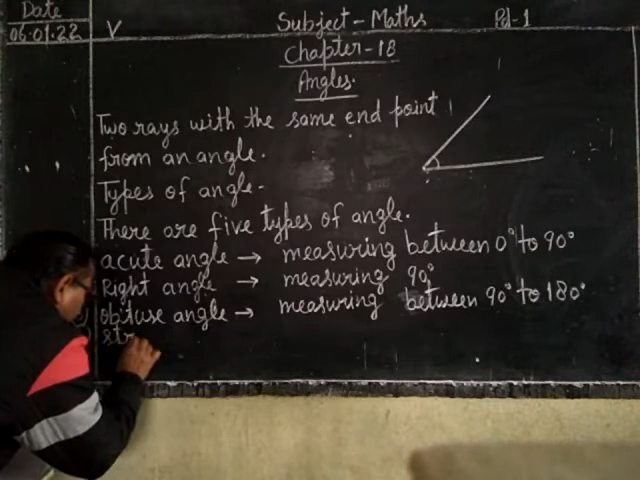 Date
06.01.22
V
Subject - Maths
Pd-1
Chapter-18
Angles.
Two rays with the same end point
from an angle.
Types of angle-
There are five types of angle.
acute angle → measuring between 0° to 90°
Right angle → measuring 90°
Obtuse angle → measuring between 90° to 180°
str